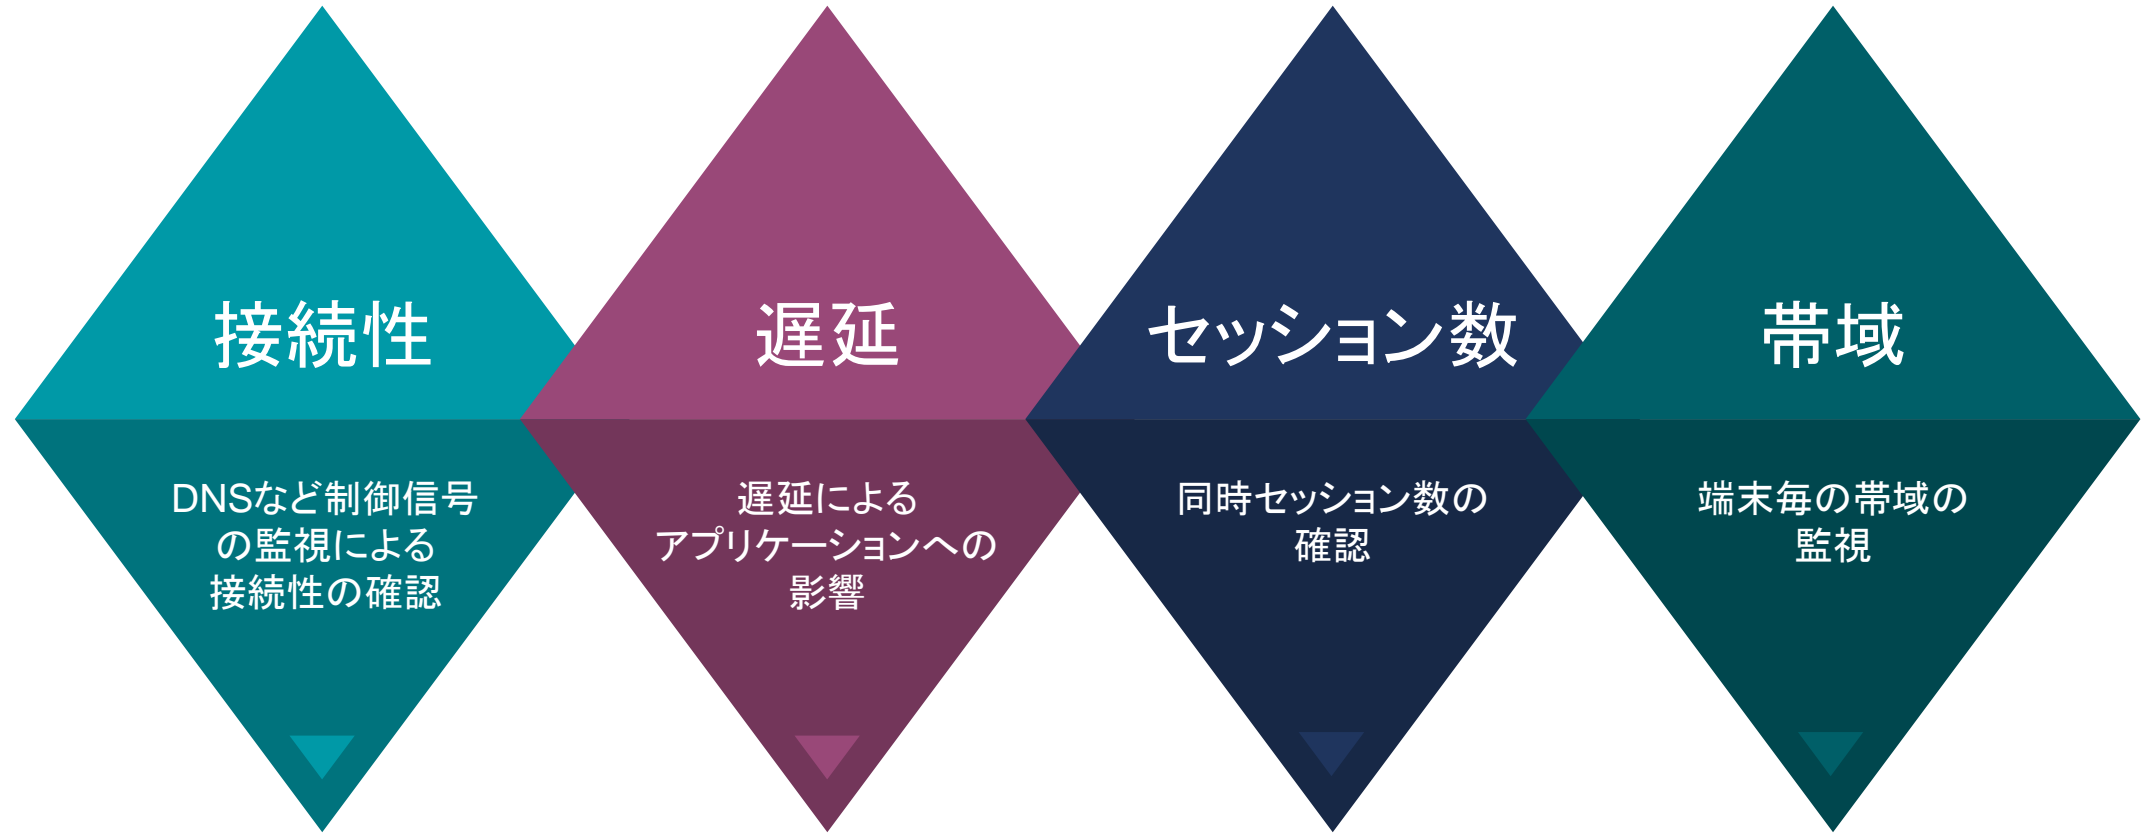 接続性
DNSなど制御信号
の監視による
接続性の確認
遅延
遅延による
アプリケーションへの
影響
セッション数
同時セッション数の
確認
帯域
端末毎の帯域の
監視